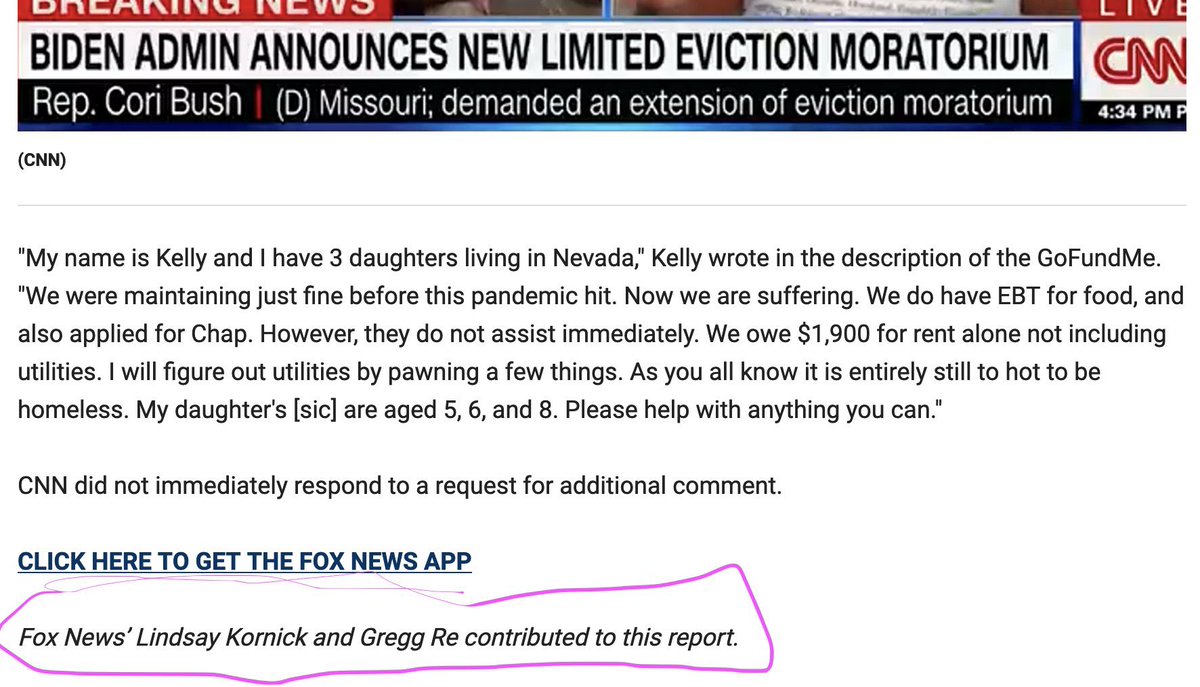 BREAKING NEWS
LIVE
BIDEN ADMIN ANNOUNCES NEW LIMITED EVICTION MORATORIUM
CNN
Rep. Cori Bush | (D) Missouri; demanded an extension of eviction moratorium
4:34 PM P
(CNN)
"My name is Kelly and I have 3 daughters living in Nevada," Kelly wrote in the description of the GoFundMe.
"We were maintaining just fine before this pandemic hit. Now we are suffering. We do have EBT for food, and
also applied for Chap. However, they do not assist immediately. We owe $1,900 for rent alone not including
utilities. I will figure out utilities by pawning a few things. As you all know it is entirely still to hot to be
homeless. My daughter's [sic] are aged 5, 6, and 8. Please help with anything you can."
CNN did not immediately respond to a request for additional comment.
CLICK HERE TO GET THE FOX NEWS APP
Fox News’ Lindsay Kornick and Gregg Re contributed to this report.